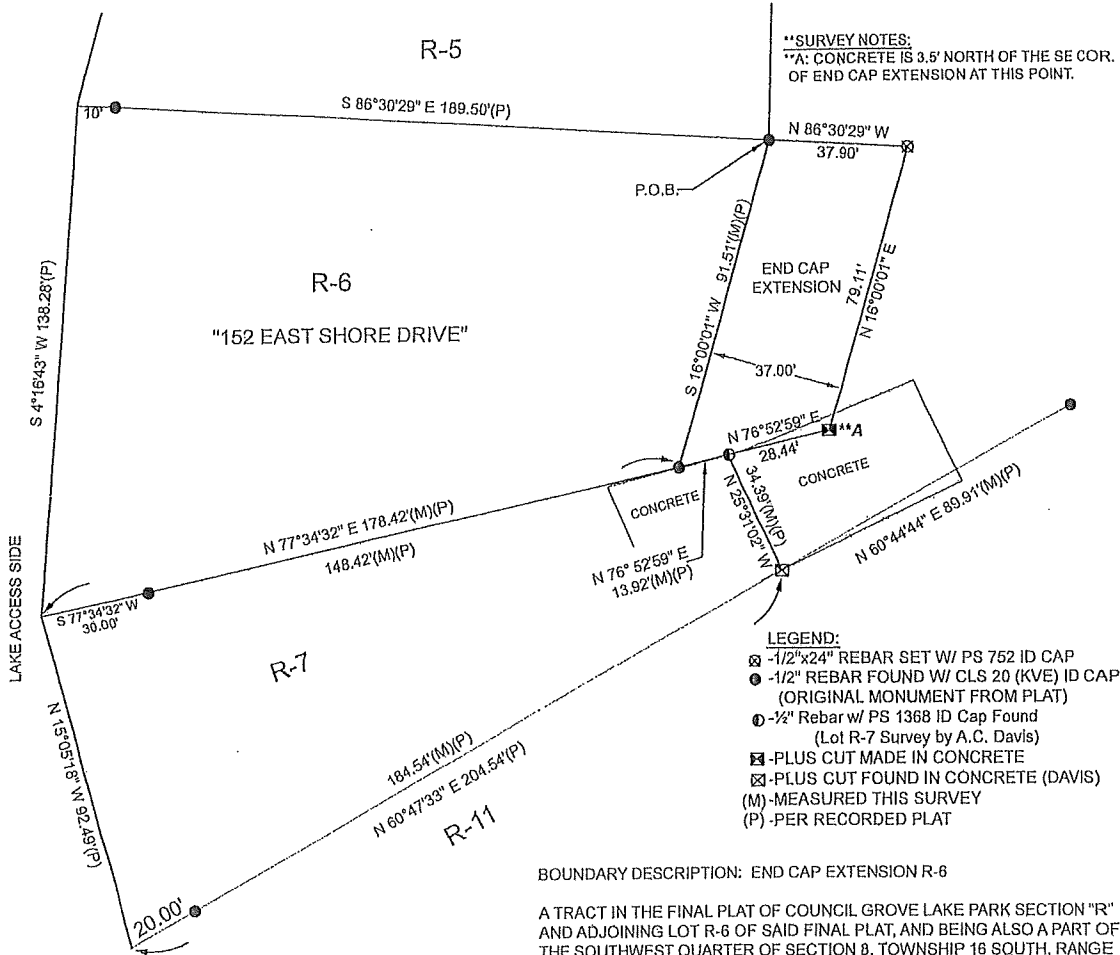 **SURVEY NOTES:
**A: CONCRETE IS 3.5' NORTH OF THE SE COR.
OF END CAP EXTENSION AT THIS POINT.
R-5
10'
S 86°30'29" E 189.50'(P)
N 86°30'29" W
37.90'
P.O.B.
S 4°16'43" W 138.28'(P)
R-6
"152 EAST SHORE DRIVE"
S 16°00'01" W 91.51'(M)(P)
END CAP
EXTENSION
79.11'
N 16°00'01" E
37.00'
N 76°52'59" E
28.44'
**A
CONCRETE
CONCRETE
34.39'(M)(P)
N 25°31'02" W
N 60°44'44" E 89.91'(M)(P)
N 76° 52'59" E
13.92'(M)(P)
N 77°34'32" E 178.42'(M)(P)
148.42'(M)(P)
S 77°34'32" W
30.00'
LAKE ACCESS SIDE
R-7
N 15°05'18" W 92.49'(P)
184.54'(M)(P)
N 60°47'33" E 204.54'(P)
R-11
20.00'
LEGEND:
-1/2"x24" REBAR SET W/ PS 752 ID CAP
-1/2" REBAR FOUND W/ CLS 20 (KVE) ID CAP
(ORIGINAL MONUMENT FROM PLAT)
-½" Rebar w/ PS 1368 ID Cap Found
(Lot R-7 Survey by A.C. Davis)
-PLUS CUT MADE IN CONCRETE
-PLUS CUT FOUND IN CONCRETE (DAVIS)
(M)-MEASURED THIS SURVEY
(P) -PER RECORDED PLAT
BOUNDARY DESCRIPTION: END CAP EXTENSION R-6
A TRACT IN THE FINAL PLAT OF COUNCIL GROVE LAKE PARK SECTION "R"
AND ADJOINING LOT R-6 OF SAID FINAL PLAT, AND BEING ALSO A PART OF
THE SOUTHWEST QUARTER OF SECTION 8, TOWNSHIP 16 SOUTH, RANGE